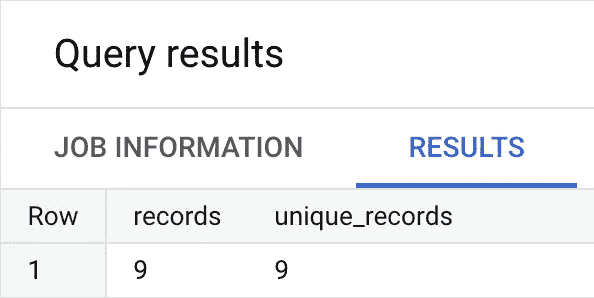 Query results
JOB INFORMATION RESULTS
Row records unique_records
1 9 9